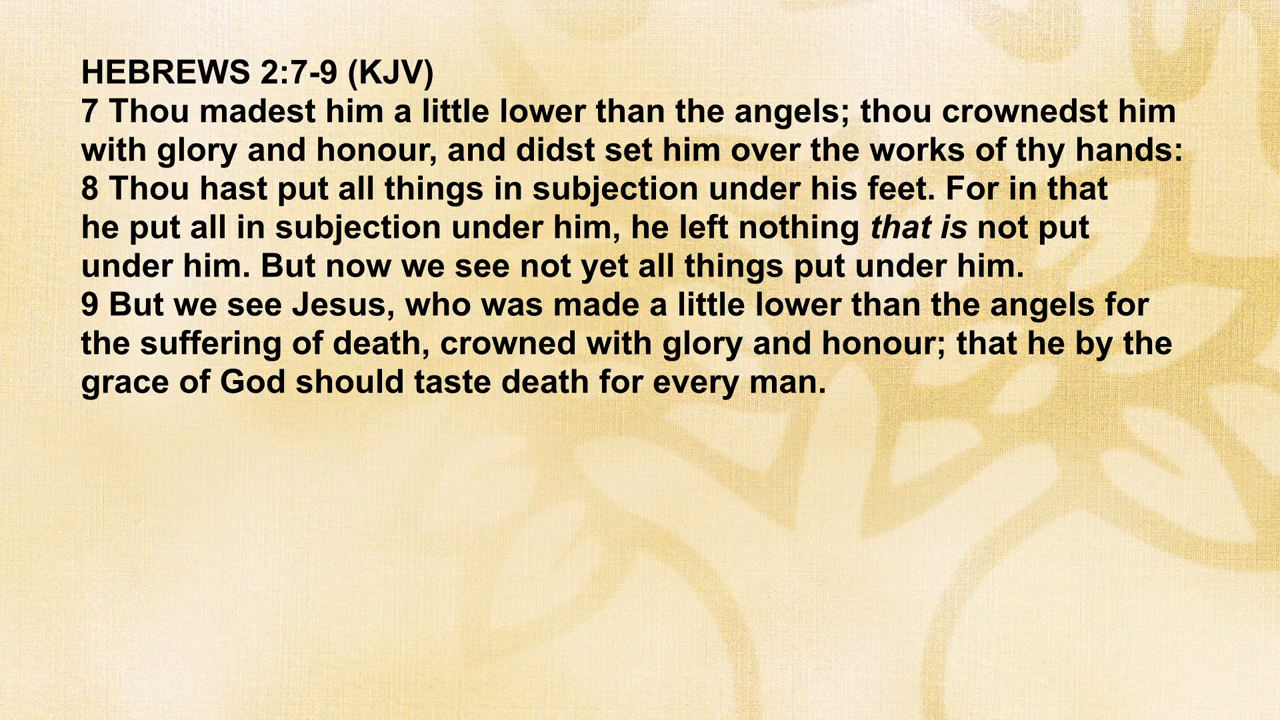 HEBREWS 2:7-9 (KJV)
7 Thou madest him a little lower than the angels; thou crownedst him
with glory and honour, and didst set him over the works of thy hands:
8 Thou hast put all things in subjection under his feet. For in that
he put all in subjection under him, he left nothing that is not put
under him. But now we see not yet all things put under him.
9 But we see Jesus, who was made a little lower than the angels for
the suffering of death, crowned with glory and honour; that he by the
grace of God should taste death for every man.